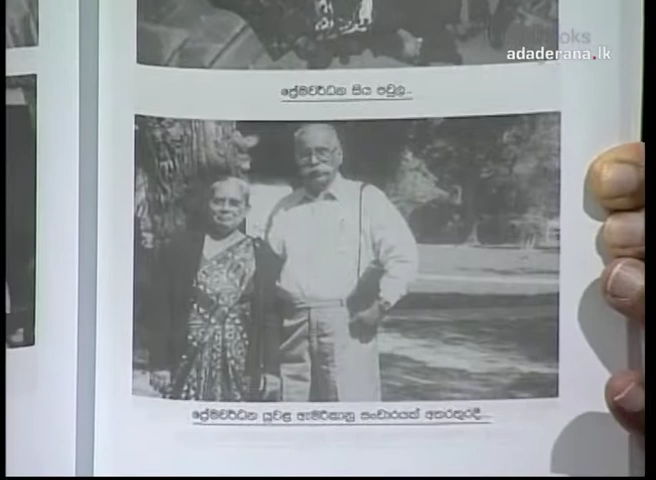 adaderana.lk
ප්‍රේමවර්ධන සිය පවුල..
ප්‍රේමවර්ධන යුවළ ඇමරිකානු සංචාරයක් අතරතුරදී...